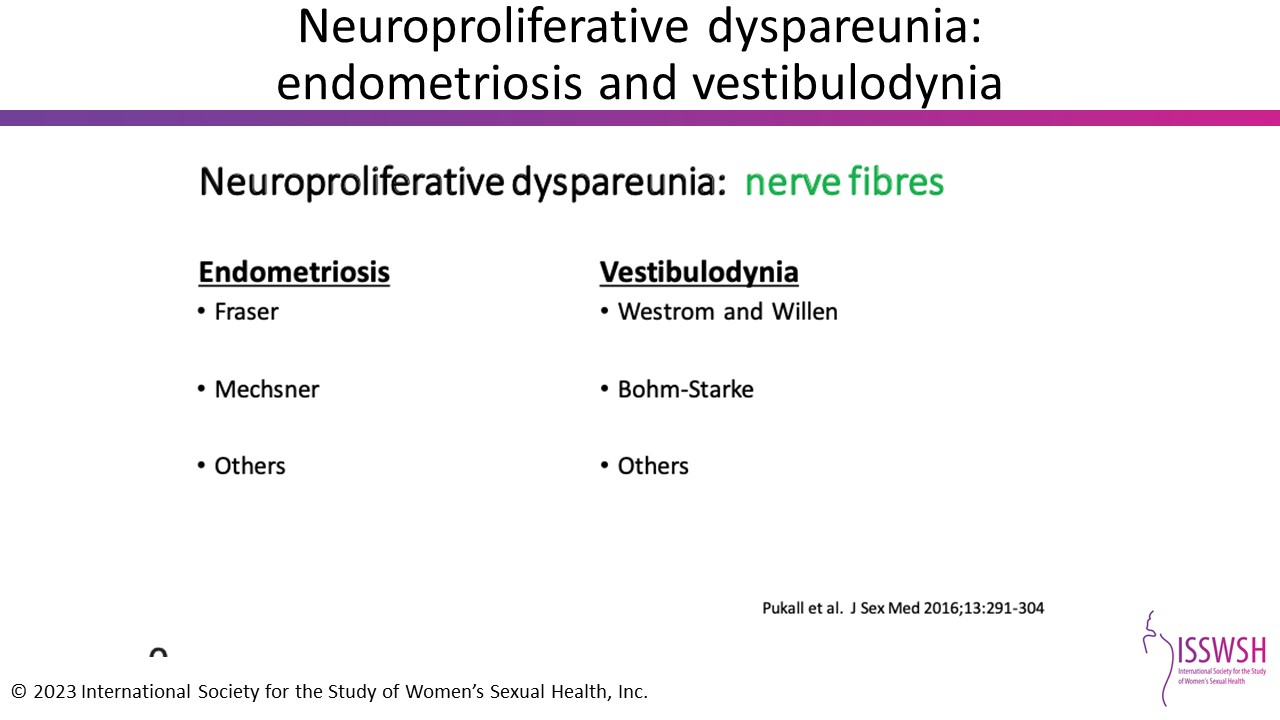 Neuroproliferative dyspareunia:
endometriosis and vestibulodynia
Neuroproliferative dyspareunia: nerve fibres
Endometriosis
• Fraser
• Mechsner
• Others
Vestibulodynia
• Westrom and Willen
• Bohm-Starke
• Others
Pukall et al. J Sex Med 2016;13:291-304
ISSWSH
International Society for the Study
of Women's Sexual Health
© 2023 International Society for the Study of Women’s Sexual Health, Inc.